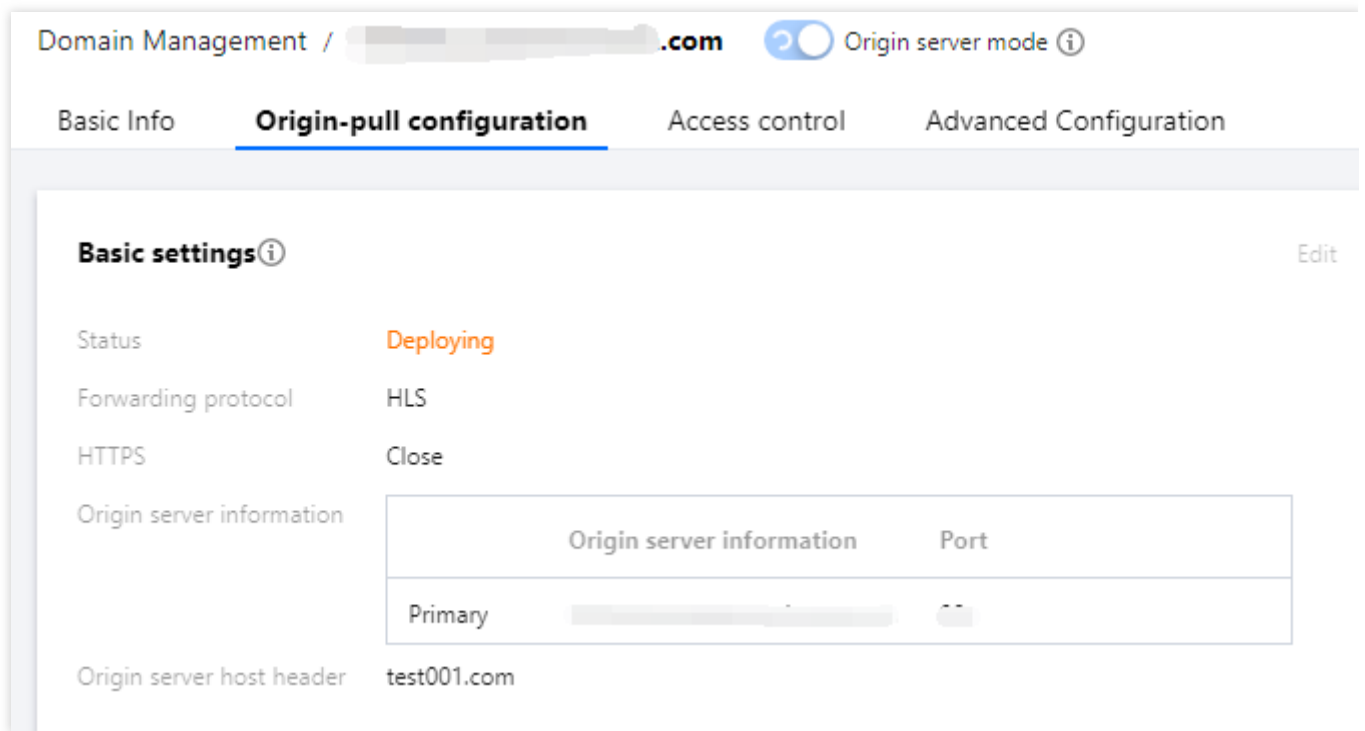 Domain Management / .com Origin server mode
Basic Info Origin-pull configuration Access control Advanced Configuration
Basic settings Edit
Status Deploying
Forwarding protocol HLS
HTTPS Close
Origin server information
Origin server information Port
Primary
Origin server host header test001.com